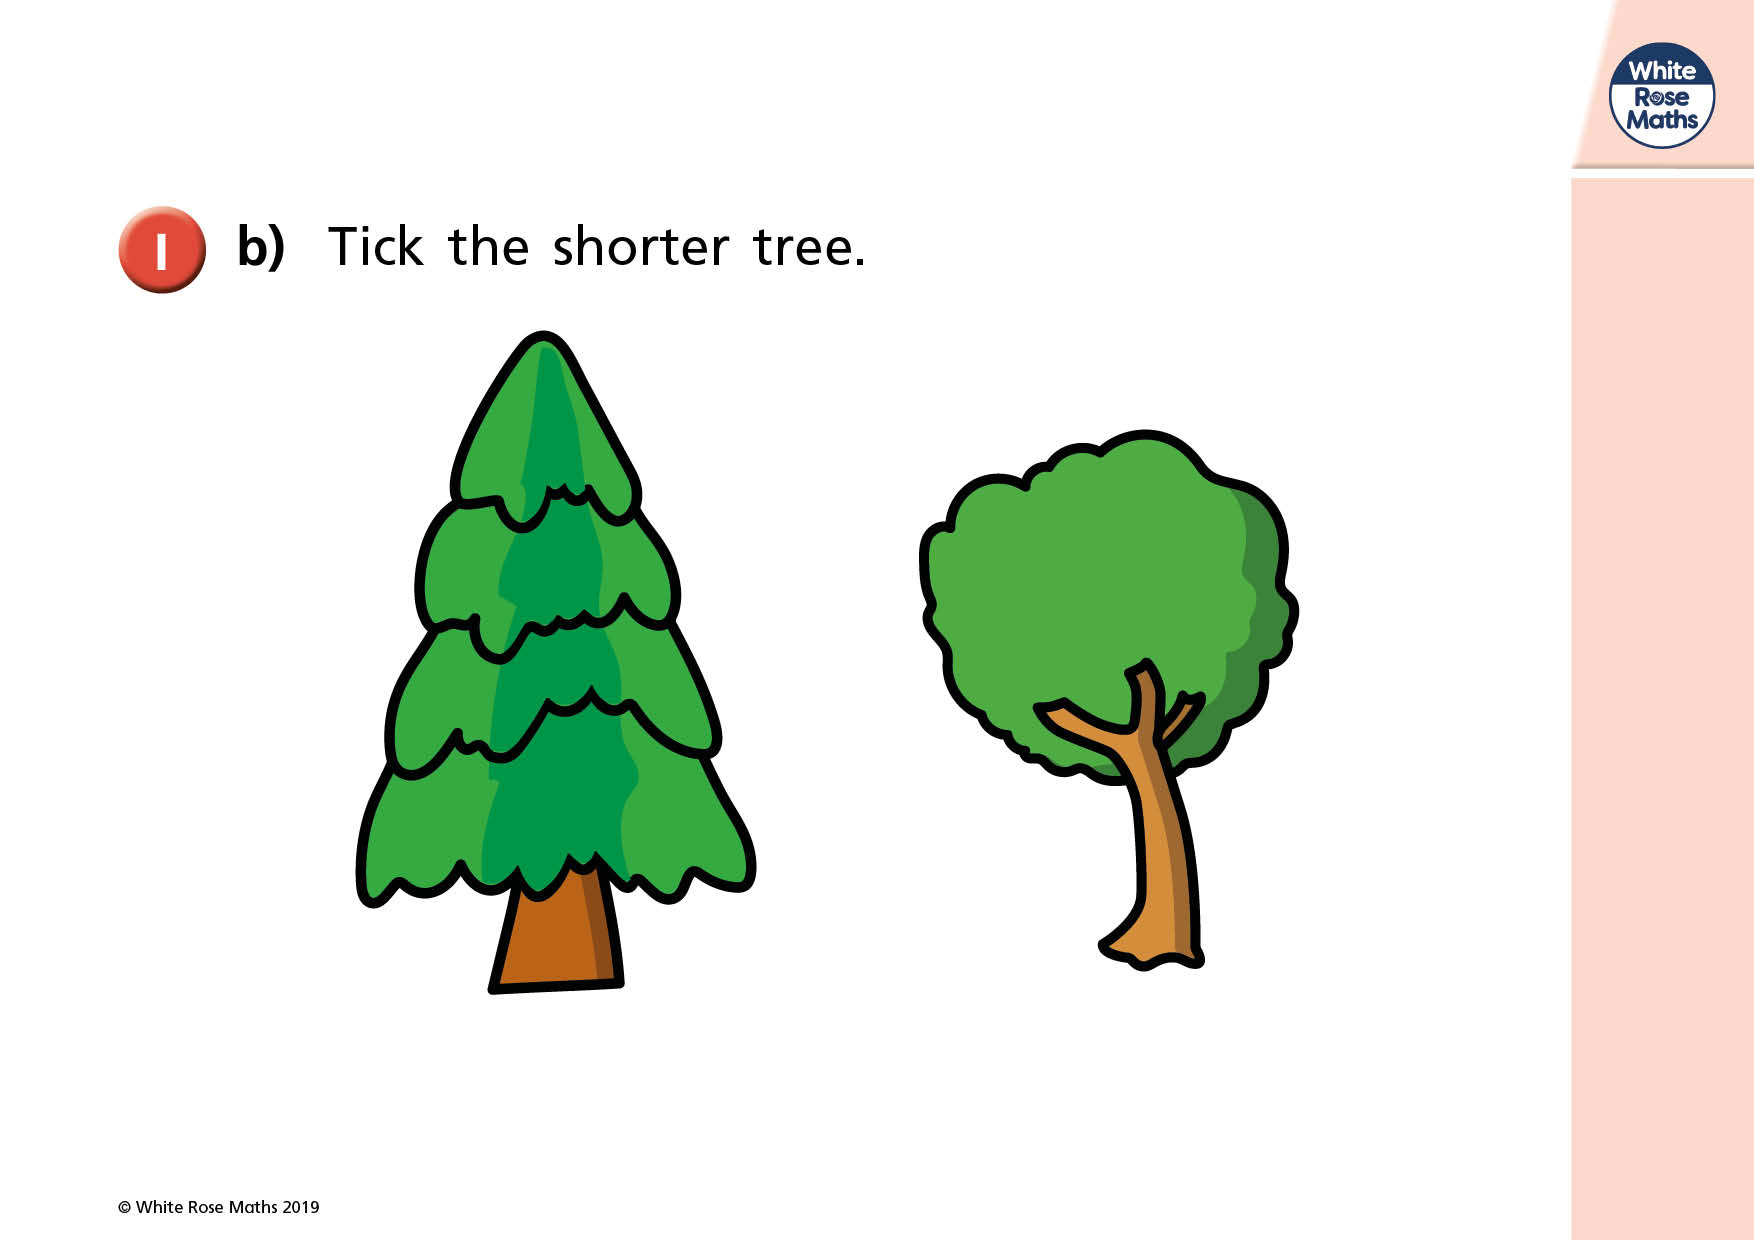 White
Rose
Maths
1 b) Tick the shorter tree.
© White Rose Maths 2019